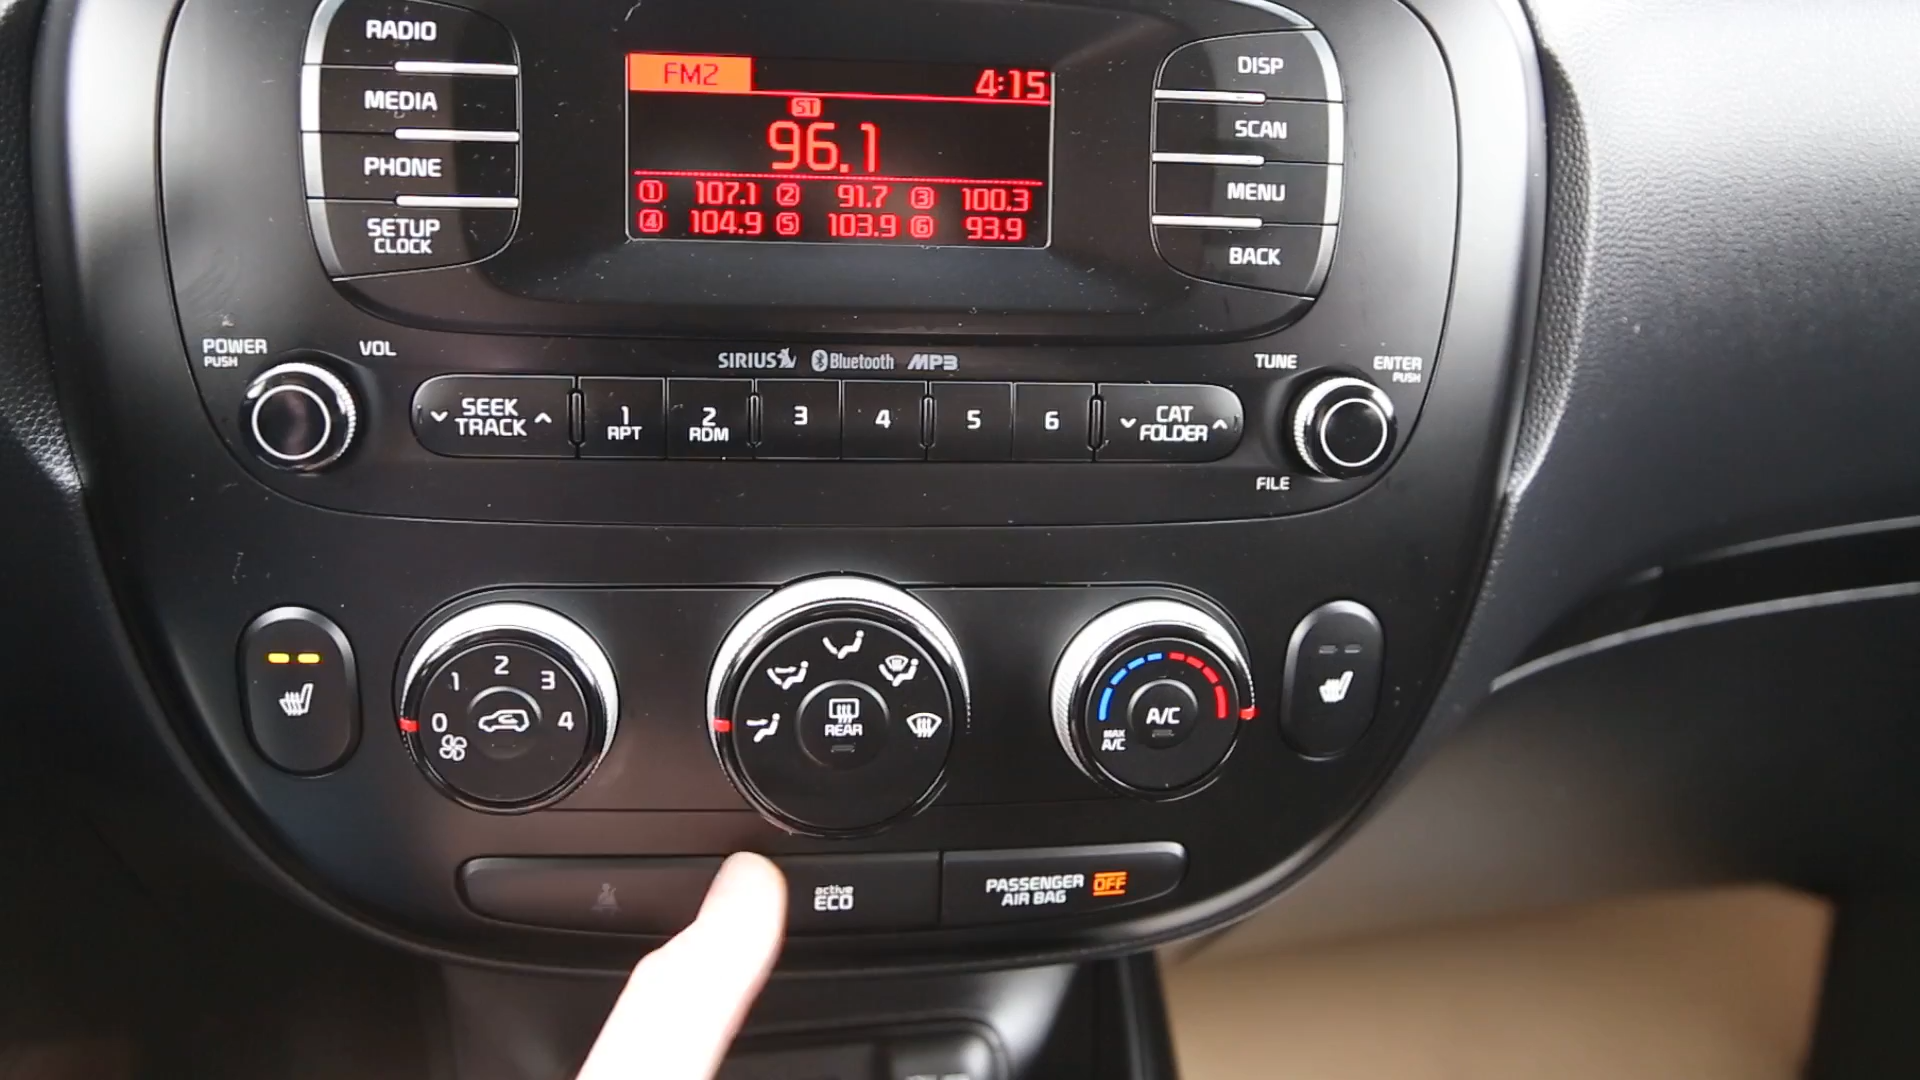 RADIO
MEDIA
PHONE
SETUP
CLOCK
FM2
4:15
ST
96.1
1 107.1 2 91.7 3 100.3
4 104.9 5 103.9 6 93.9
DISP
SCAN
MENU
BACK
POWER
PUSH
VOL
SIRIUS Bluetooth MP3
TUNE
ENTER
PUSH
SEEK
TRACK
1
RPT
2
RDM
3
4
5
6
CAT
FOLDER
FILE
0 1 2 3 4
REAR
A/C
MAX
A/C
active
ECO
PASSENGER
AIR BAG
OFF